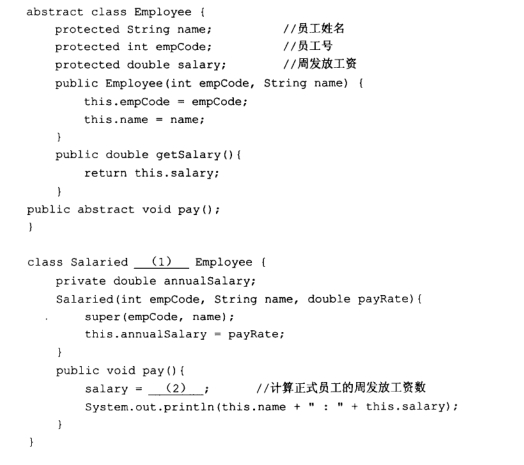 abstract class Employee {
protected String name; //员工姓名
protected int empCode; //员工号
protected double salary; //周发放工资
public Employee(int empCode, String name) {
this.empCode = empCode;
this.name = name;
}
public double getSalary(){
return this.salary;
}
public abstract void pay();
}
class Salaried (1) Employee {
private double annualSalary;
Salaried(int empCode, String name, double payRate){
super(empCode, name);
this.annualSalary = payRate;
}
public void pay(){
salary = (2) ; //计算正式员工的周发放工资数
System.out.println(this.name + " : " + this.salary);
}
}